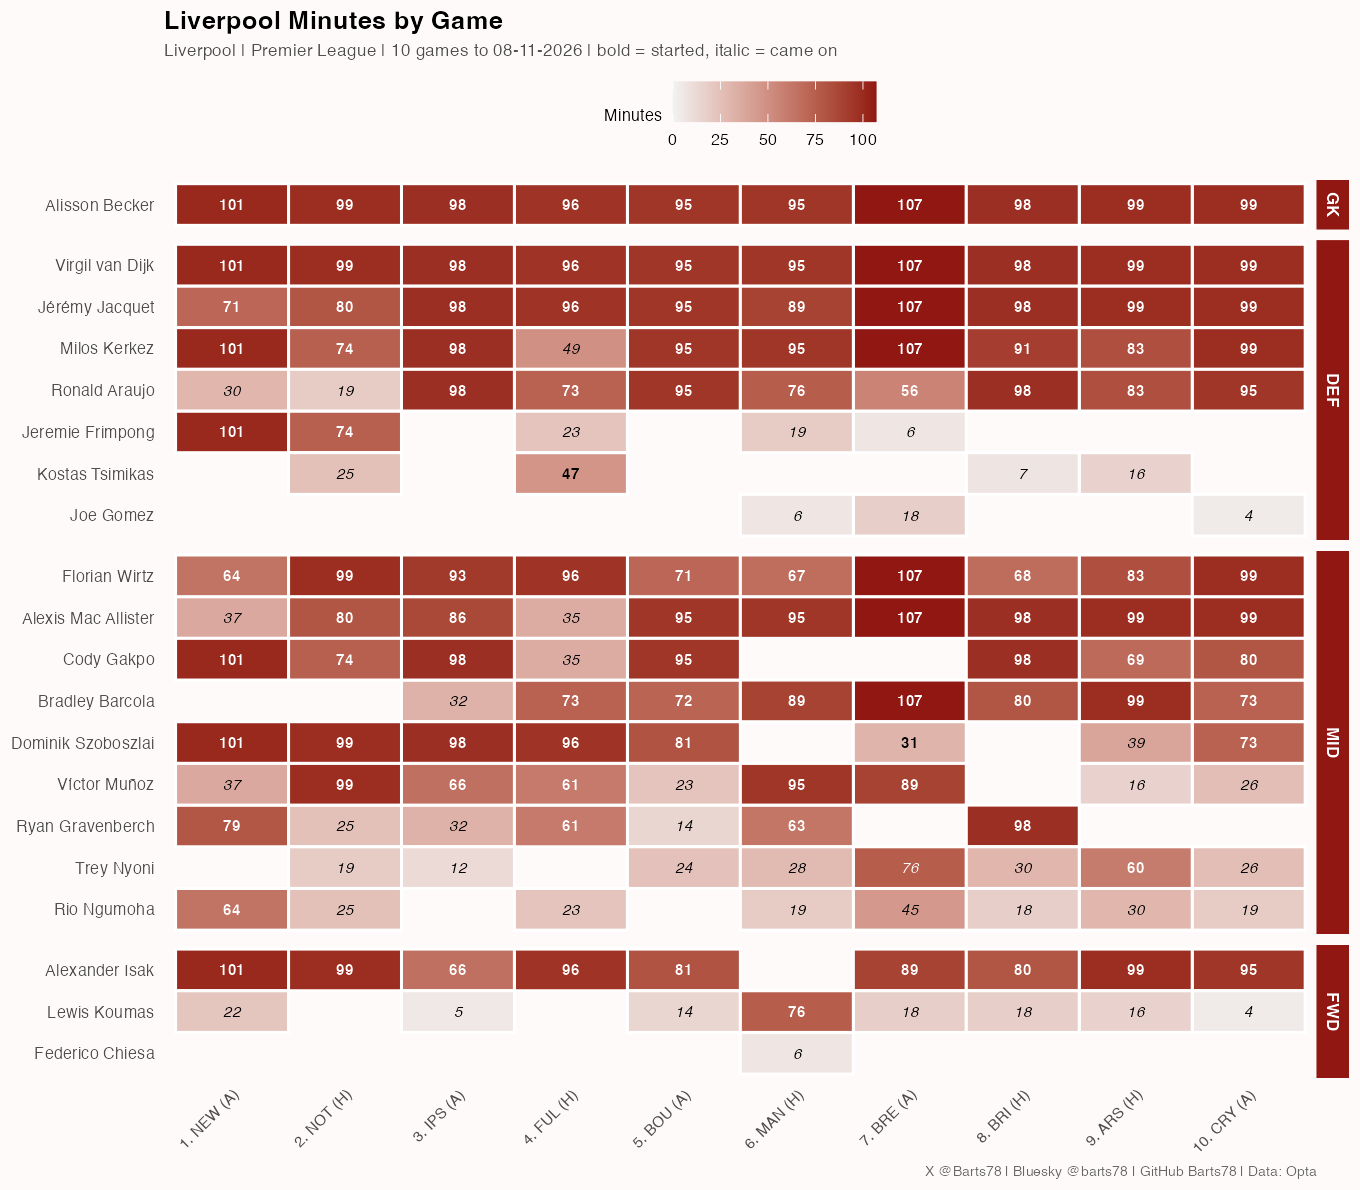 Liverpool Minutes by Game
Liverpool | Premier League | 10 games to 08-11-2026 | bold = started, italic = came on
Minutes
0 25 50 75 100
Alisson Becker 101 99 98 96 95 95 107 98 99 99
GK
Virgil van Dijk 101 99 98 96 95 95 107 98 99 99
Jérémy Jacquet 71 80 98 96 95 89 107 98 99 99
Milos Kerkez 101 74 98 49 95 95 107 91 83 99
Ronald Araujo 30 19 98 73 95 76 56 98 83 95
Jeremie Frimpong 101 74 23 19 6
Kostas Tsimikas 25 47 7 16
Joe Gomez 6 18 4
DEF
Florian Wirtz 64 99 93 96 71 67 107 68 83 99
Alexis Mac Allister 37 80 86 35 95 95 107 98 99 99
Cody Gakpo 101 74 98 35 95 98 69 80
Bradley Barcola 32 73 72 89 107 80 99 73
Dominik Szoboszlai 101 99 98 96 81 31 39 73
Víctor Muñoz 37 99 66 61 23 95 89 16 26
Ryan Gravenberch 79 25 32 61 14 63 98
Trey Nyoni 19 12 24 28 76 30 60 26
Rio Ngumoha 64 25 23 19 45 18 30 19
MID
Alexander Isak 101 99 66 96 81 89 80 99 95
Lewis Koumas 22 5 14 76 18 18 16 4
Federico Chiesa 6
FWD
1. NEW (A) 2. NOT (H) 3. IPS (A) 4. FUL (H) 5. BOU (A) 6. MAN (H) 7. BRE (A) 8. BRI (H) 9. ARS (H) 10. CRY (A)
X @Barts78 | Bluesky @barts78 | GitHub Barts78 | Data: Opta